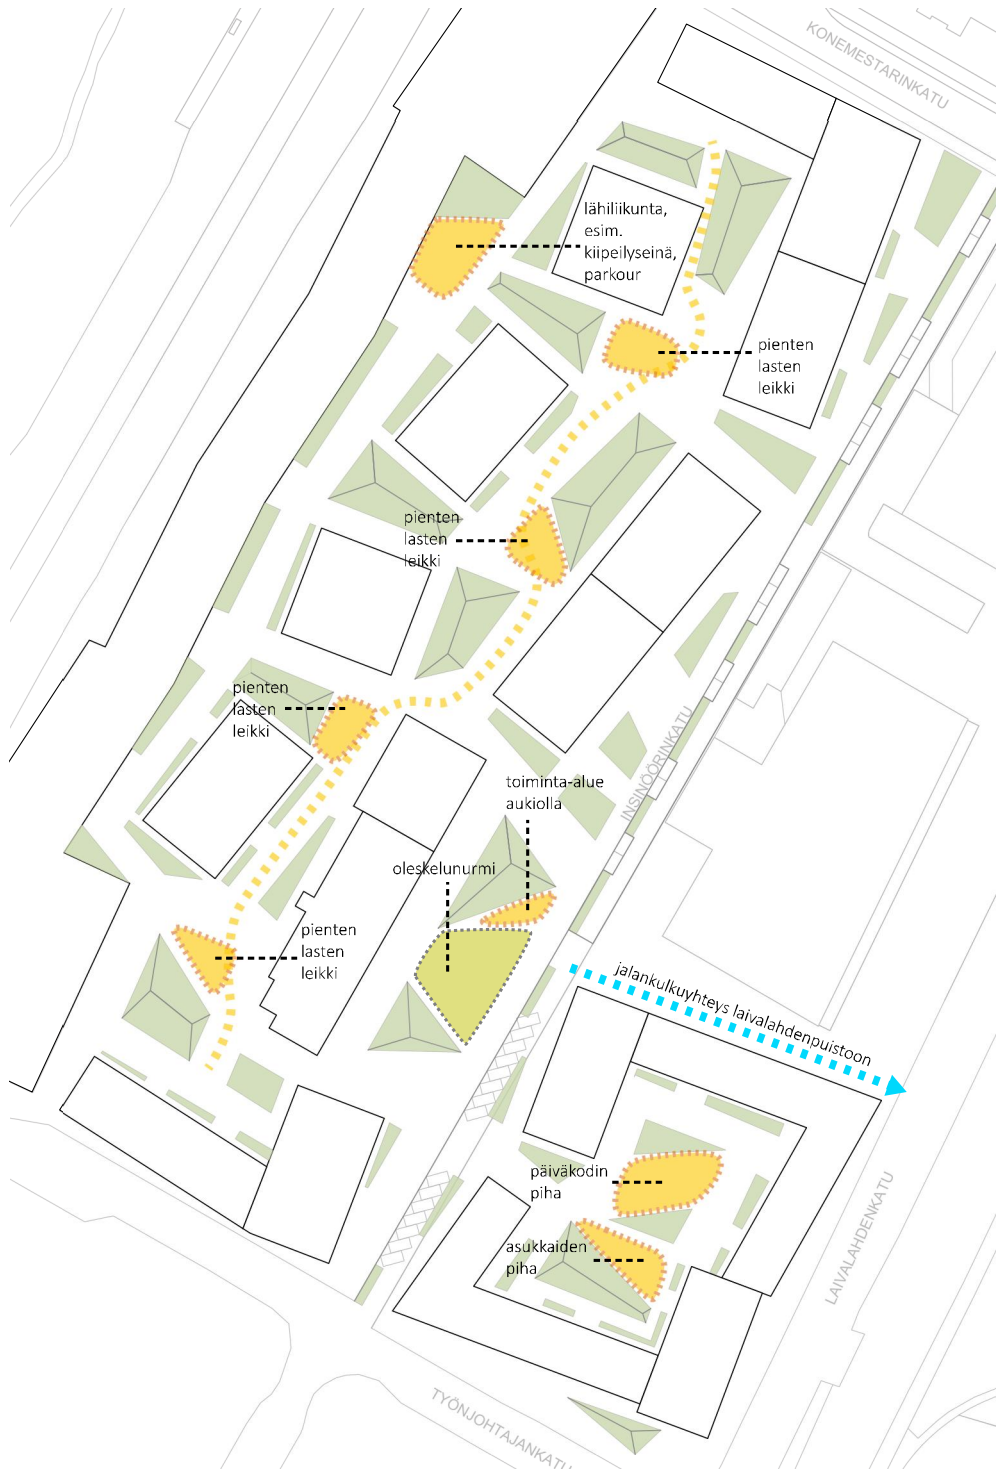 KONEMESTARINKATU
lähiliikunta,
esim.
kiipeilyseinä,
parkour
pienten
lasten
leikki
pienten
lasten
leikki
pienten
lasten
leikki
INSINÖÖRINKATU
toiminta-alue
aukiolla
oleskelunurmi
pienten
lasten
leikki
jalankulkuyhteys laivalahdenpuistoon
päiväkodin
piha
asukkaiden
piha
LAIVALAHDENKATU
TYÖNJOHTAJANKATU